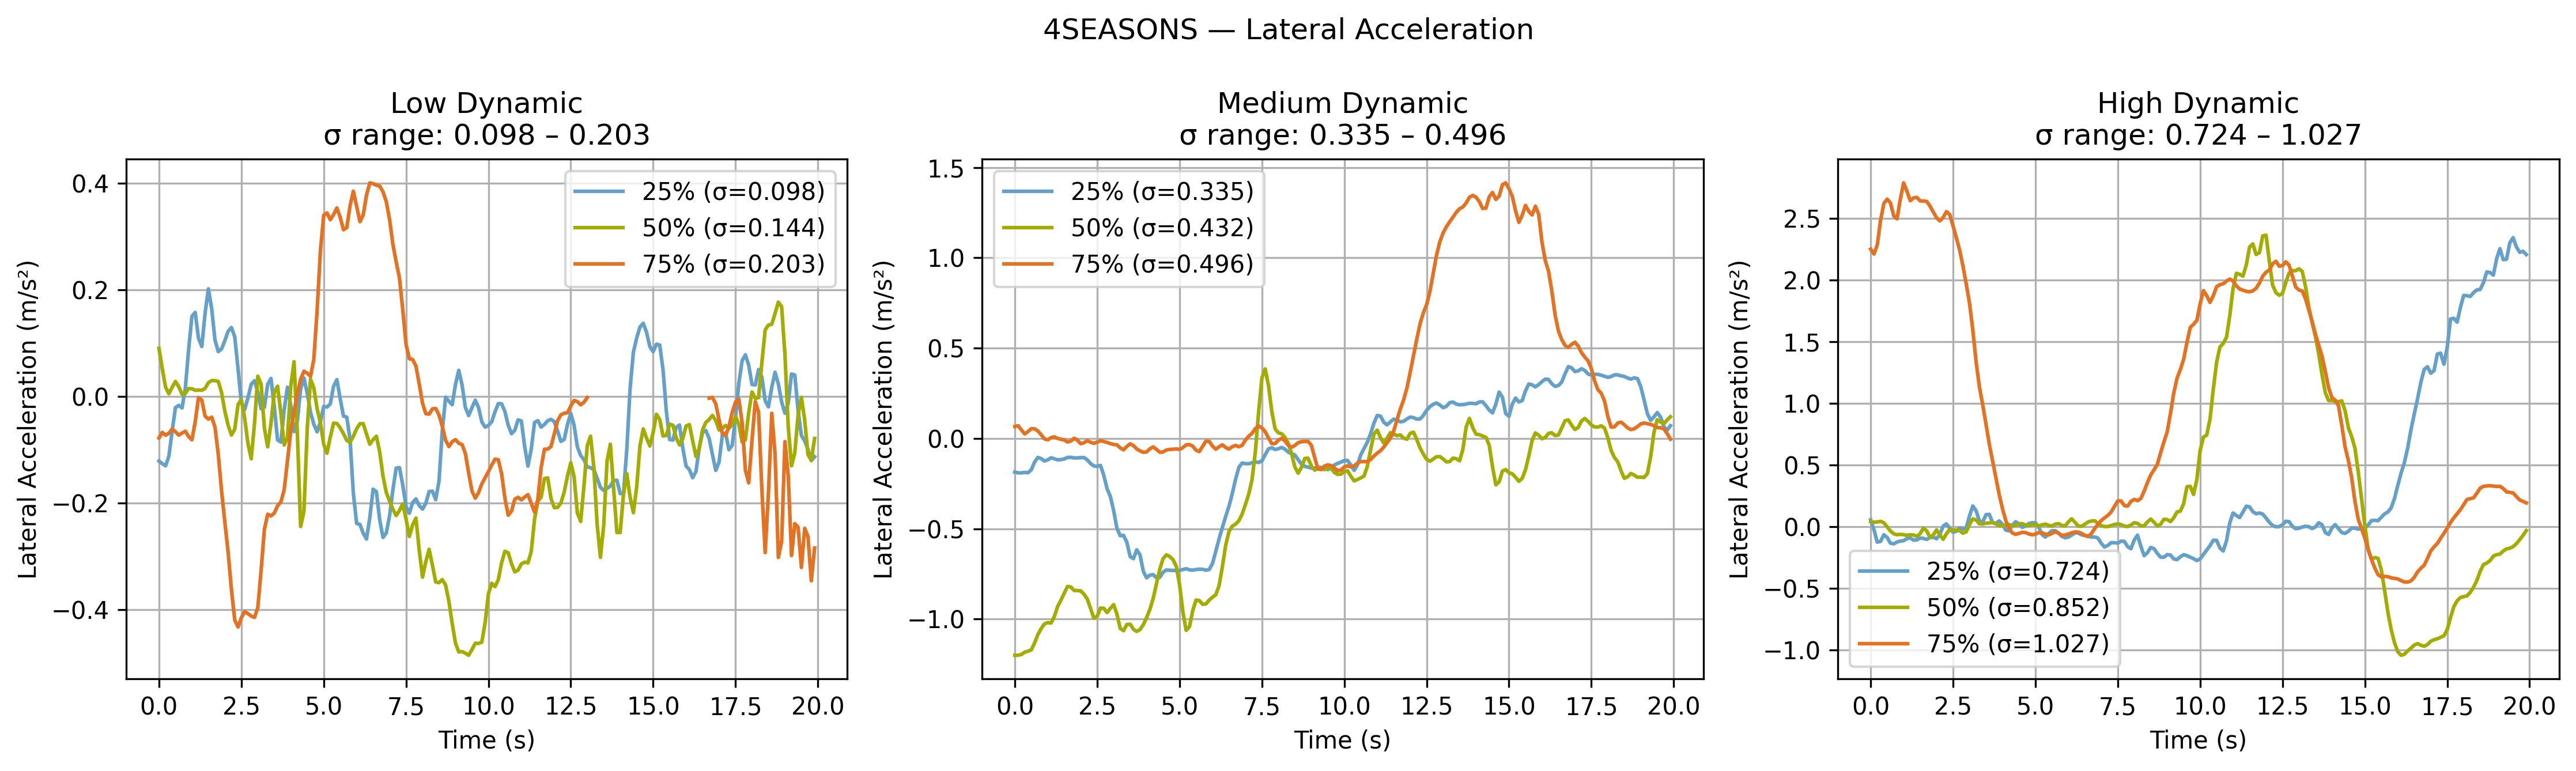 4SEASONS — Lateral Acceleration
Low Dynamic
σ range: 0.098 – 0.203
Lateral Acceleration (m/s²)
0.4
0.2
0.0
−0.2
−0.4
25% (σ=0.098)
50% (σ=0.144)
75% (σ=0.203)
0.0 2.5 5.0 7.5 10.0 12.5 15.0 17.5 20.0
Time (s)
Medium Dynamic
σ range: 0.335 – 0.496
Lateral Acceleration (m/s²)
1.5
1.0
0.5
0.0
−0.5
−1.0
25% (σ=0.335)
50% (σ=0.432)
75% (σ=0.496)
0.0 2.5 5.0 7.5 10.0 12.5 15.0 17.5 20.0
Time (s)
High Dynamic
σ range: 0.724 – 1.027
Lateral Acceleration (m/s²)
2.5
2.0
1.5
1.0
0.5
0.0
−0.5
−1.0
25% (σ=0.724)
50% (σ=0.852)
75% (σ=1.027)
0.0 2.5 5.0 7.5 10.0 12.5 15.0 17.5 20.0
Time (s)